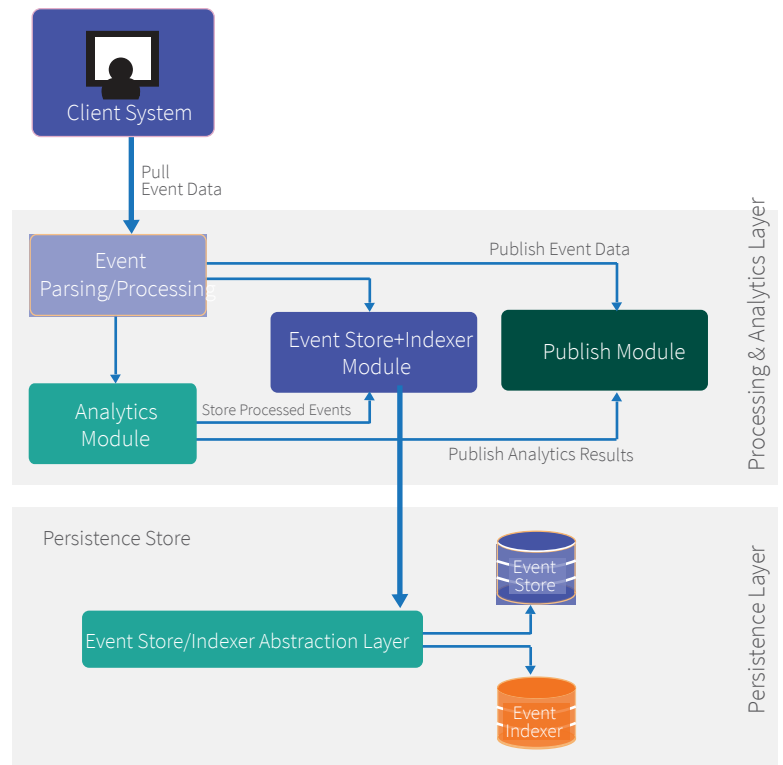 Client System
Pull
Event Data
Processing & Analytics Layer
Event
Parsing/Processing
Publish Event Data
Event Store+Indexer
Module
Publish Module
Analytics
Module
Store Processed Events
Publish Analytics Results
Persistence Store
Persistence Layer
Event
Store
Event Store/Indexer Abstraction Layer
Event
Indexer